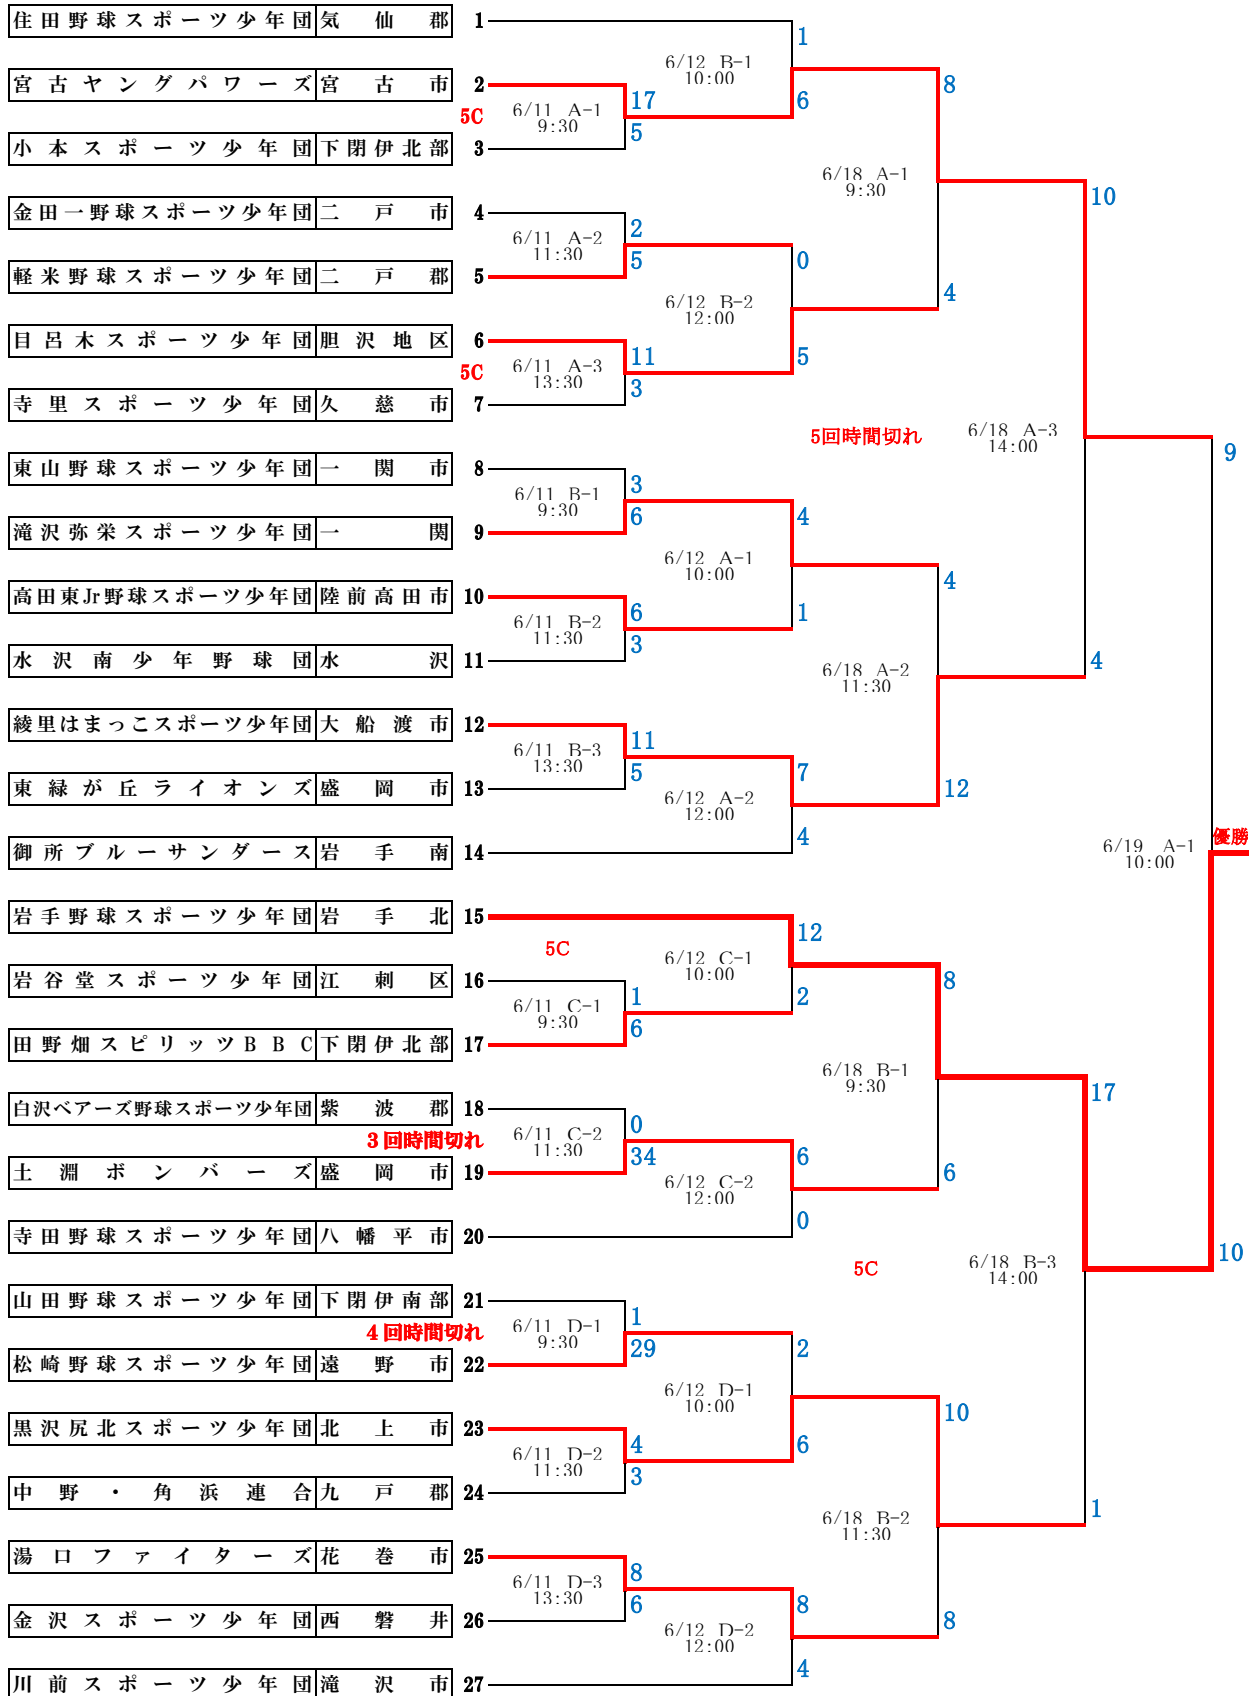 住田野球スポーツ少年団 気仙郡 1
1
6/12 B-1
10:00
宮古ヤングパワーズ 宮古市 2
8
17
6
5C
6/11 A-1
9:30
5
小本スポーツ少年団 下閉伊北部 3
6/18 A-1
9:30
10
金田一野球スポーツ少年団 二戸市 4
2
6/11 A-2
11:30
5
0
軽米野球スポーツ少年団 二戸郡 5
4
6/12 B-2
12:00
目呂木スポーツ少年団 胆沢地区 6
11
5
5C
6/11 A-3
13:30
3
寺里スポーツ少年団 久慈市 7
5回時間切れ
6/18 A-3
14:00
9
東山野球スポーツ少年団 一関市 8
3
6/11 B-1
9:30
6
4
滝沢弥栄スポーツ少年団 一関 9
6/12 A-1
10:00
4
高田東Jr野球スポーツ少年団 陸前高田市 10
6
1
6/11 B-2
11:30
3
水沢南少年野球団 水沢 11
4
6/18 A-2
11:30
綾里はまっこスポーツ少年団 大船渡市 12
11
6/11 B-3
13:30
5
7
東緑が丘ライオンズ 盛岡市 13
12
6/12 A-2
12:00
4
優勝
御所ブルーサンダース 岩手南 14
6/19 A-1
10:00
岩手野球スポーツ少年団 岩手北 15
12
5C
6/12 C-1
10:00
岩谷堂スポーツ少年団 江刺区 16
8
1
2
6/11 C-1
9:30
6
田野畑スピリッツBBC 下閉伊北部 17
6/18 B-1
9:30
17
白沢ベアーズ野球スポーツ少年団 紫波郡 18
0
3回時間切れ
6/11 C-2
11:30
34
6
土淵ボンバーズ 盛岡市 19
6
6/12 C-2
12:00
0
寺田野球スポーツ少年団 八幡平市 20
10
5C
6/18 B-3
14:00
山田野球スポーツ少年団 下閉伊南部 21
1
4回時間切れ
6/11 D-1
9:30
29
2
松崎野球スポーツ少年団 遠野市 22
6/12 D-1
10:00
10
黒沢尻北スポーツ少年団 北上市 23
4
6
6/11 D-2
11:30
3
中野・角浜連合 九戸郡 24
1
6/18 B-2
11:30
湯口ファイターズ 花巻市 25
8
6/11 D-3
13:30
6
8
金沢スポーツ少年団 西磐井 26
8
6/12 D-2
12:00
4
川前スポーツ少年団 滝沢市 27